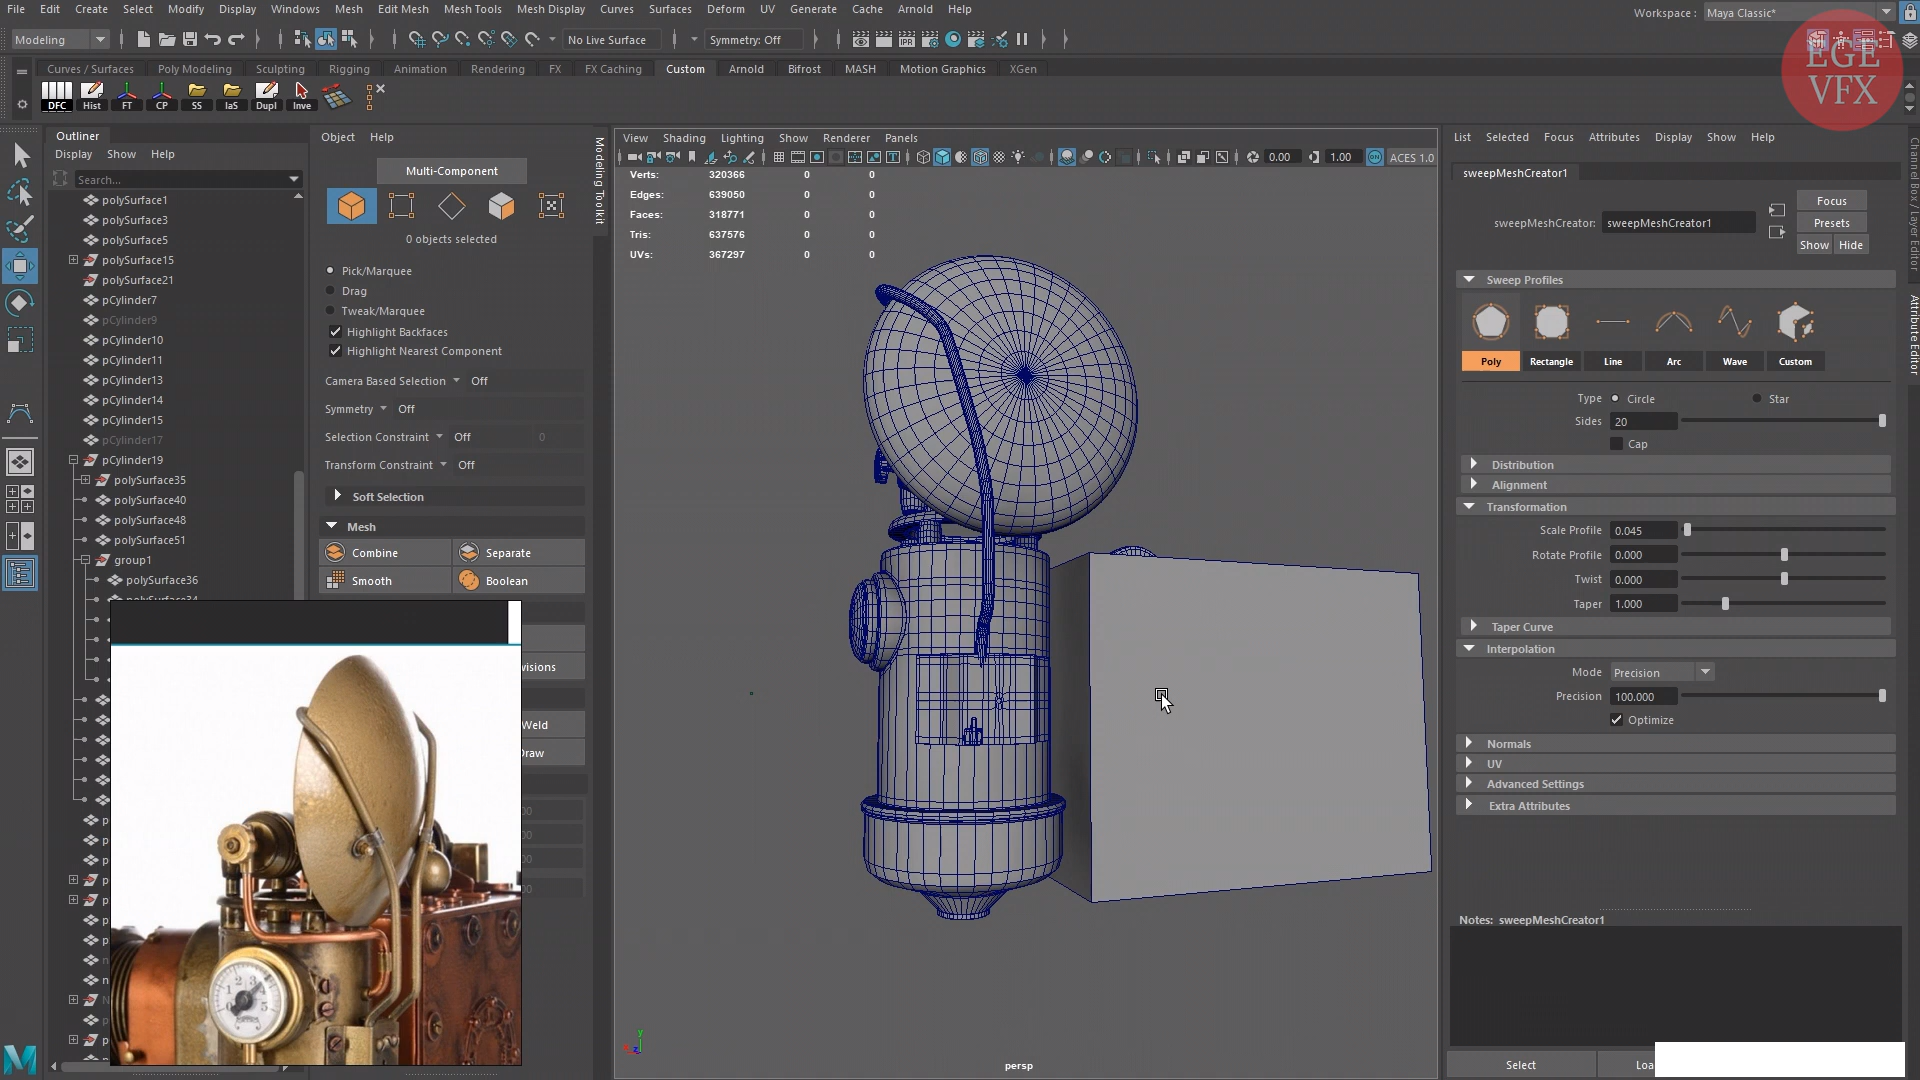 File Edit Create Select Modify Display Windows Mesh Edit Mesh Mesh Tools Mesh Display Curves Surfaces Deform UV Generate Cache Arnold Help
Workspace : Maya Classic*
Modeling No Live Surface Symmetry: Off
EGE
VFX
Curves / Surfaces Poly Modeling Sculpting Rigging Animation Rendering FX FX Caching Custom Arnold Bifrost MASH Motion Graphics XGen
DFC Hist FT CP SS IaS Dupl Inve
Outliner
Display Show Help
Search...
polySurface1
polySurface3
polySurface5
polySurface15
polySurface21
pCylinder7
pCylinder9
pCylinder10
pCylinder11
pCylinder13
pCylinder14
pCylinder15
pCylinder17
pCylinder19
polySurface35
polySurface40
polySurface48
polySurface51
group1
polySurface36
polySurface34
Object Help
Multi-Component
0 objects selected
Pick/Marquee
Drag
Tweak/Marquee
Highlight Backfaces
Highlight Nearest Component
Camera Based Selection Off
Symmetry Off
Selection Constraint Off 0
Transform Constraint Off
Soft Selection
Mesh
Combine Separate
Smooth Boolean
visions
Weld
Draw
Modeling Toolkit
View Shading Lighting Show Renderer Panels
0.00 1.00 ACES 1.0
Verts: 320366 0 0
Edges: 639050 0 0
Faces: 318771 0 0
Tris: 637576 0 0
UVs: 367297 0 0
y
z
persp
List Selected Focus Attributes Display Show Help
sweepMeshCreator1
sweepMeshCreator: sweepMeshCreator1
Focus
Presets
Show Hide
Sweep Profiles
Poly Rectangle Line Arc Wave Custom
Type Circle Star
Sides 20
Cap
Distribution
Alignment
Transformation
Scale Profile 0.045
Rotate Profile 0.000
Twist 0.000
Taper 1.000
Taper Curve
Interpolation
Mode Precision
Precision 100.000
Optimize
Normals
UV
Advanced Settings
Extra Attributes
Notes: sweepMeshCreator1
Select Loa
Channel Box / Layer Editor
Attribute Editor